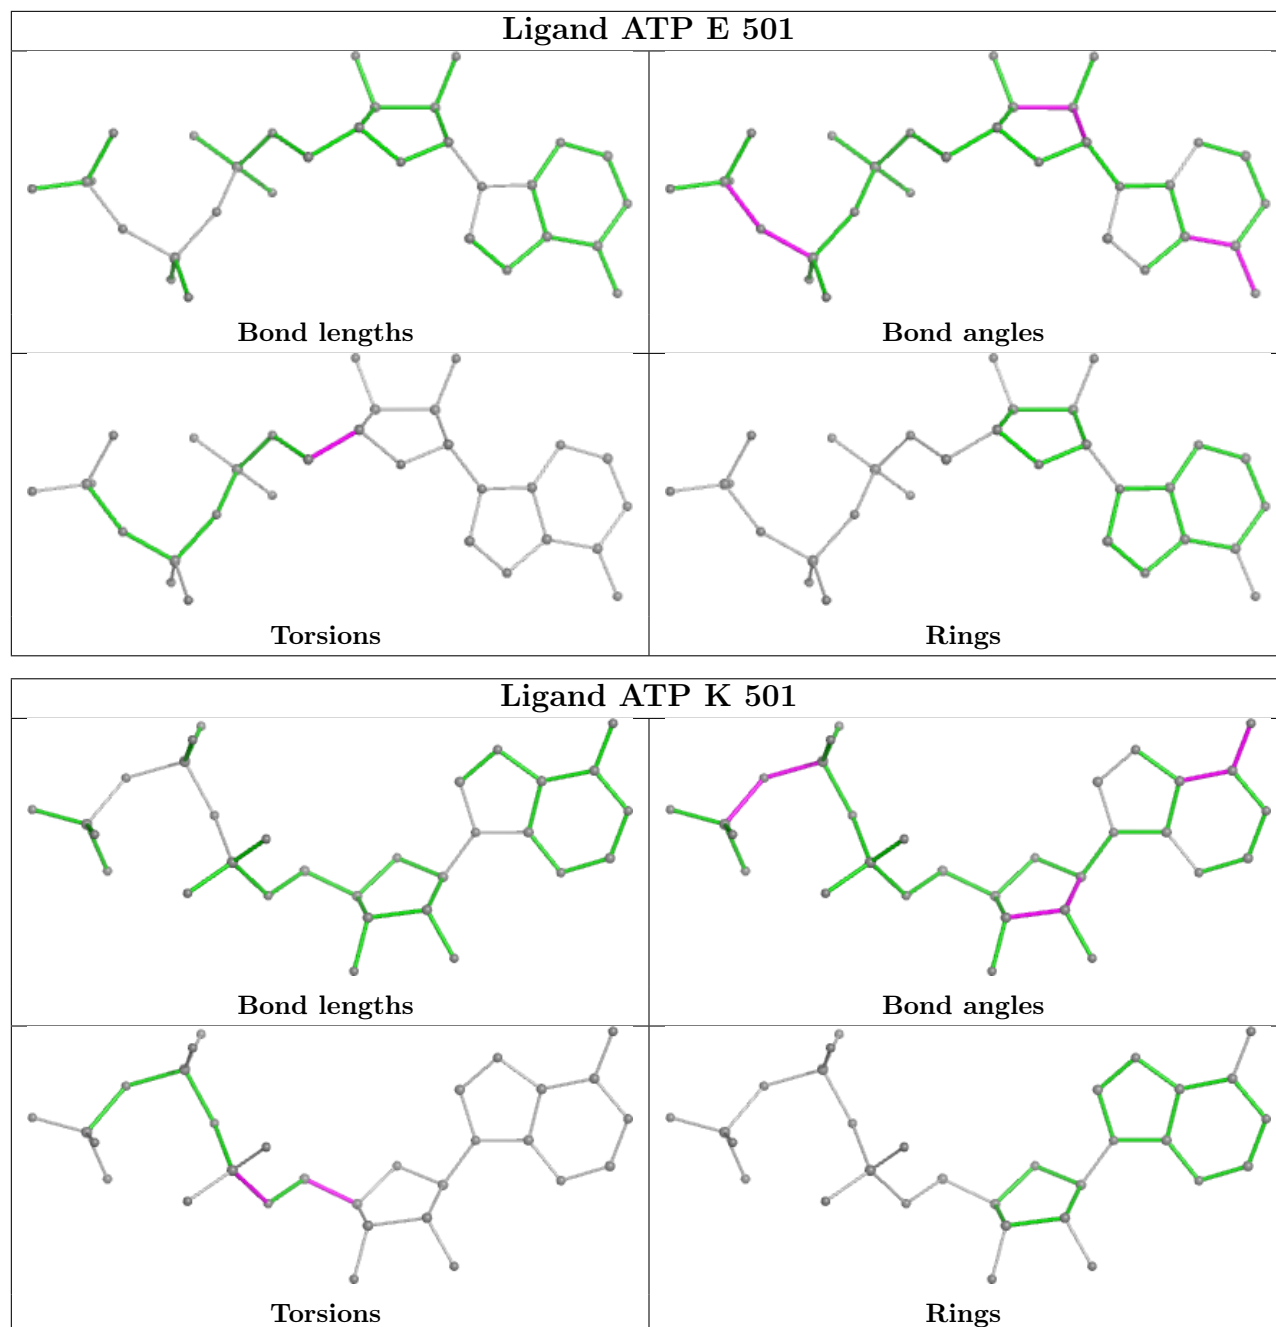 Ligand ATP E 501
Bond lengths
Bond angles
Torsions
Rings
Ligand ATP K 501
Bond lengths
Bond angles
Torsions
Rings